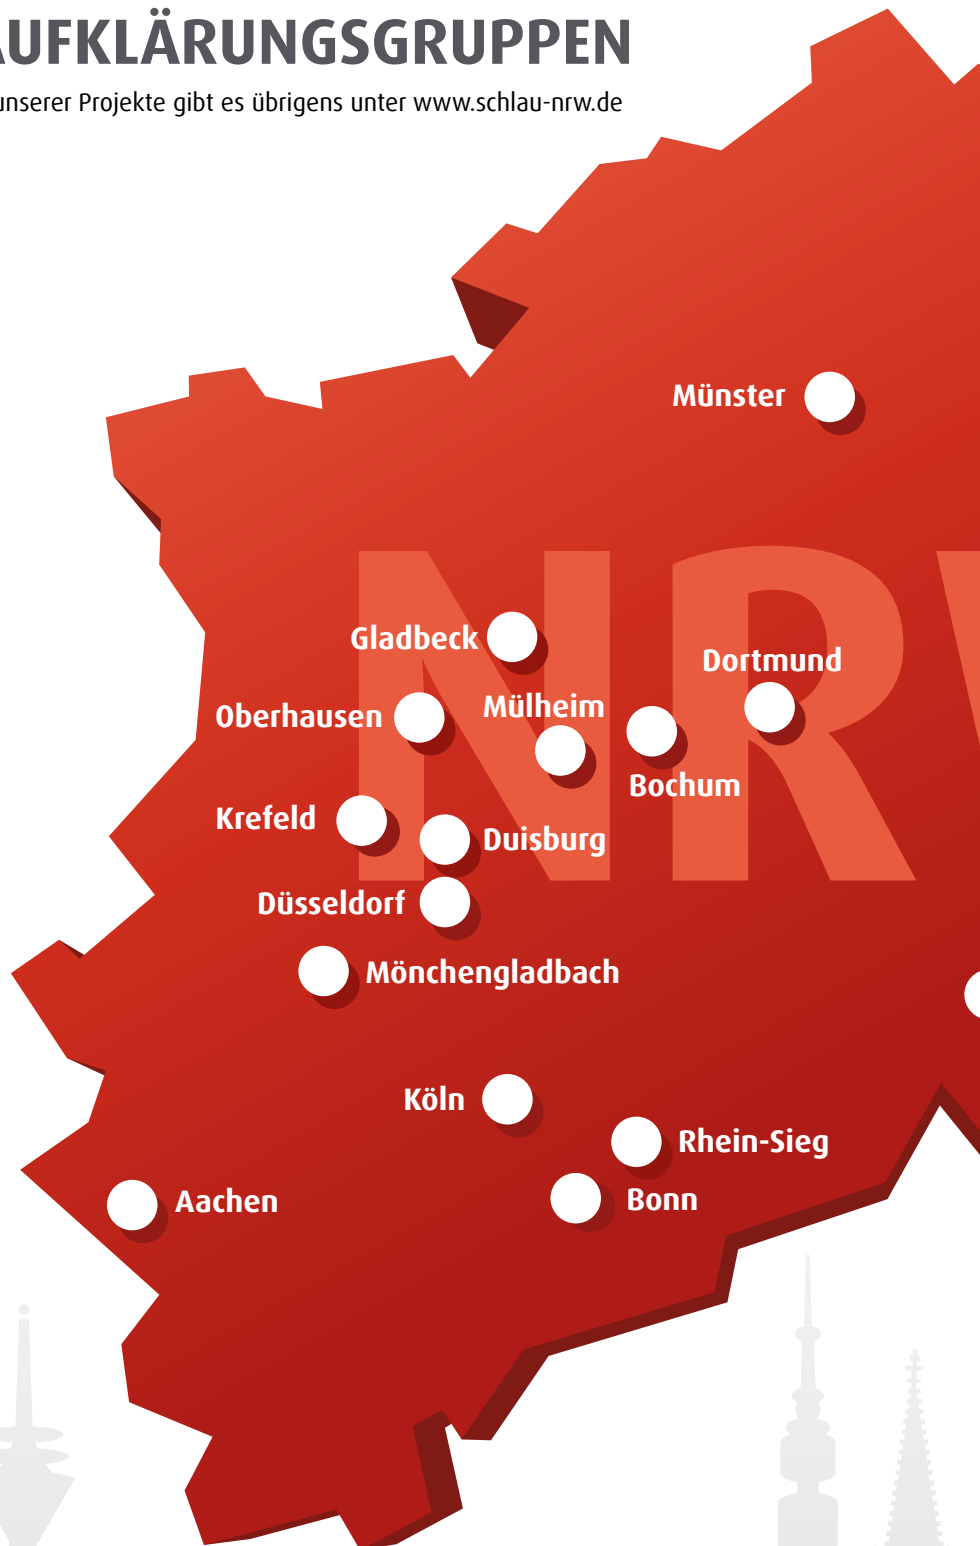 AUFKLÄRUNGSGRUPPEN
unserer Projekte gibt es übrigens unter www.schlau-nrw.de
Münster
NRW
Gladbeck
Dortmund
Mülheim
Oberhausen
Bochum
Krefeld
Duisburg
Düsseldorf
Mönchengladbach
Köln
Rhein-Sieg
Bonn
Aachen